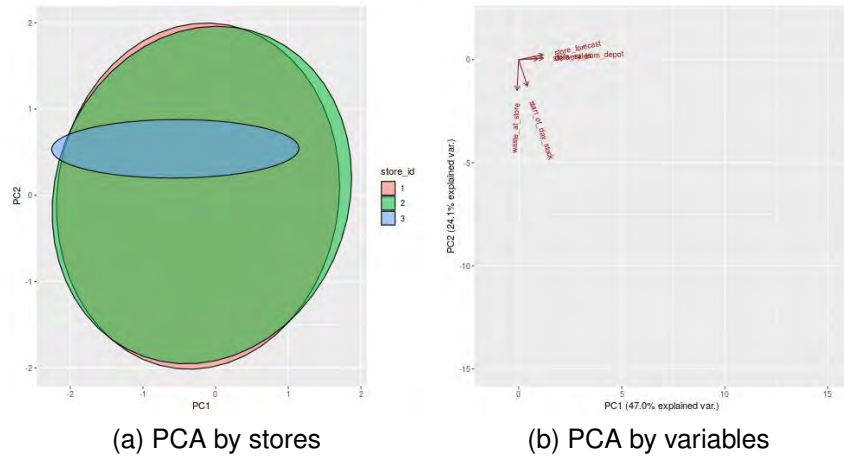 2
1
0
-1
-2
PC2
-2
-1
0
1
2
PC1
store_id
1
2
3
(a) PCA by stores
0
-5
-10
-15
PC2 (24.1% explained var.)
store_forecast
waste_at_store
start_of_day_stock
0
5
10
15
PC1 (47.0% explained var.)
(b) PCA by variables